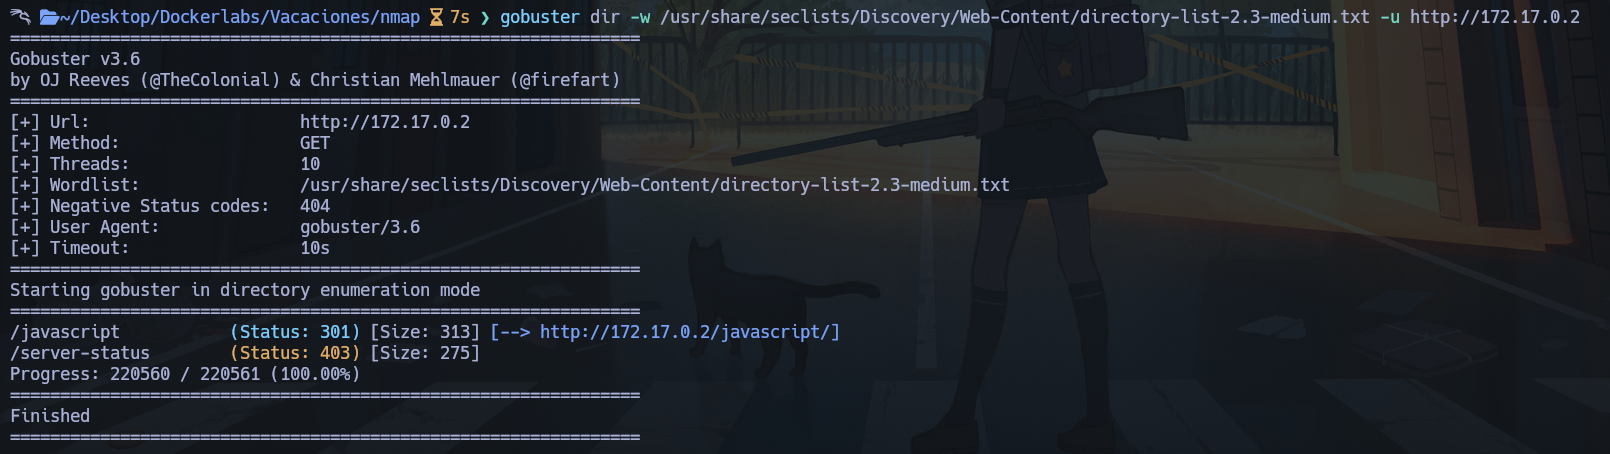 ~/Desktop/Dockerlabs/Vacaciones/nmap 7s ❯ gobuster dir -w /usr/share/seclists/Discovery/Web-Content/directory-list-2.3-medium.txt -u http://172.17.0.2
===============================================================
Gobuster v3.6
by OJ Reeves (@TheColonial) & Christian Mehlmauer (@firefart)
===============================================================
[+] Url:                     http://172.17.0.2
[+] Method:                  GET
[+] Threads:                 10
[+] Wordlist:                /usr/share/seclists/Discovery/Web-Content/directory-list-2.3-medium.txt
[+] Negative Status codes:   404
[+] User Agent:              gobuster/3.6
[+] Timeout:                 10s
===============================================================
Starting gobuster in directory enumeration mode
===============================================================
/javascript           (Status: 301) [Size: 313] [--> http://172.17.0.2/javascript/]
/server-status        (Status: 403) [Size: 275]
Progress: 220560 / 220561 (100.00%)
===============================================================
Finished
===============================================================